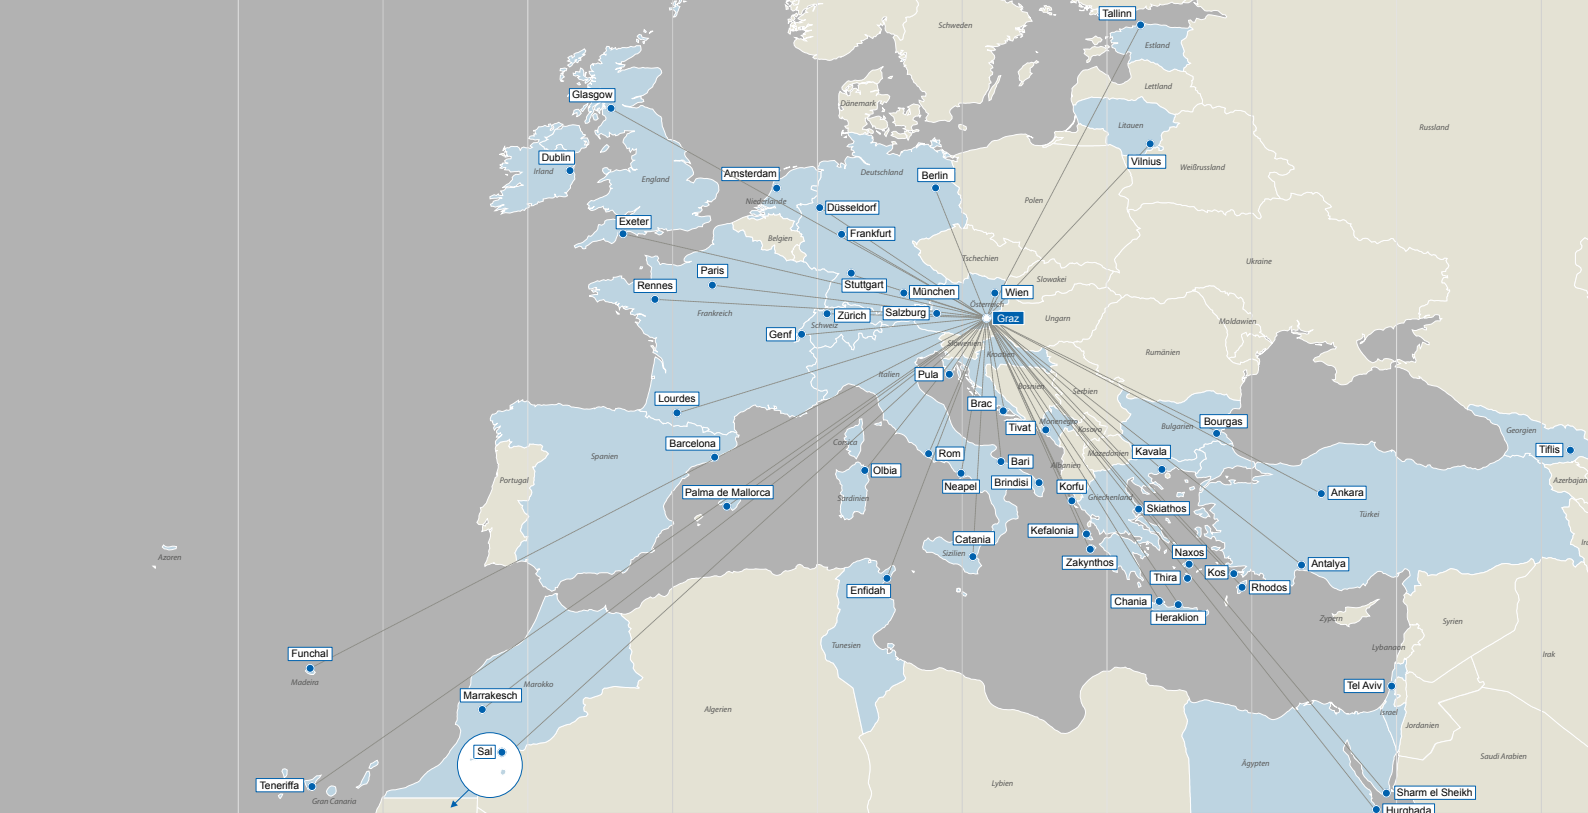 Tallinn
Schweden
Estland
Lettland
Dänemark
Litauen
Russland
Glasgow
Vilnius
Weißrussland
Dublin
Irland
England
Amsterdam
Niederlande
Deutschland
Berlin
Polen
Düsseldorf
Exeter
Frankfurt
Belgien
Tschechien
Slowakei
Ukraine
Paris
Rennes
Stuttgart
München
Wien
Österreich
Frankreich
Zürich
Schweiz
Salzburg
Graz
Ungarn
Moldawien
Genf
Slowenien
Kroatien
Rumänien
Italien
Pula
Bosnien
Serbien
Lourdes
Brac
Tivat
Montenegro
Kosovo
Bulgarien
Bourgas
Georgien
Tiflis
Barcelona
Corsica
Spanien
Rom
Bari
Mazedonien
Kavala
Albanien
Portugal
Olbia
Neapel
Brindisi
Korfu
Griechenland
Ankara
Azerbajan
Palma de Mallorca
Sardinien
Skiathos
Türkei
Kefalonia
Catania
Sizilien
Ira
Azoren
Zakynthos
Naxos
Antalya
Enfidah
Thira
Kos
Rhodos
Chania
Heraklion
Zypern
Syrien
Tunesien
Lybanaon
Irak
Funchal
Madeira
Marokko
Marrakesch
Tel Aviv
Algerien
Israel
Jordanien
Sal
Ägypten
Saudi Arabien
Teneriffa
Gran Canaria
Lybien
Sharm el Sheikh
Hurghada